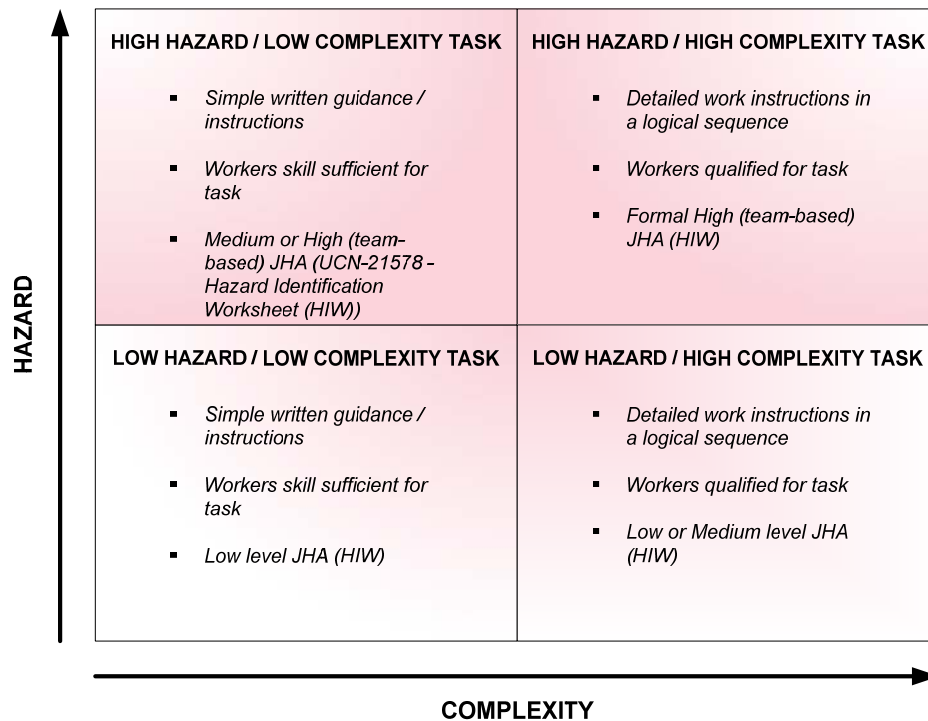 HAZARD
HIGH HAZARD / LOW COMPLEXITY TASK
▪ Simple written guidance /
instructions
▪ Workers skill sufficient for
task
▪ Medium or High (team-
based) JHA (UCN-21578 -
Hazard Identification
Worksheet (HIW))
HIGH HAZARD / HIGH COMPLEXITY TASK
▪ Detailed work instructions in
a logical sequence
▪ Workers qualified for task
▪ Formal High (team-based)
JHA (HIW)
LOW HAZARD / LOW COMPLEXITY TASK
▪ Simple written guidance /
instructions
▪ Workers skill sufficient for
task
▪ Low level JHA (HIW)
LOW HAZARD / HIGH COMPLEXITY TASK
▪ Detailed work instructions in
a logical sequence
▪ Workers qualified for task
▪ Low or Medium level JHA
(HIW)
COMPLEXITY